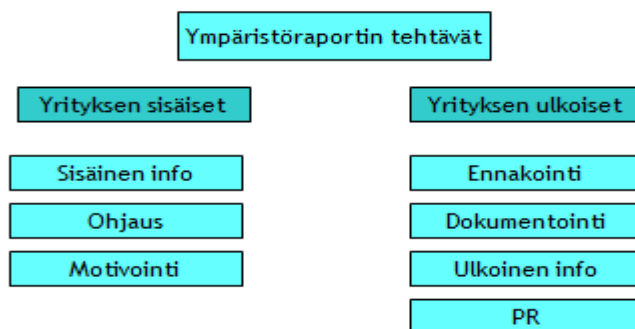 Ympäristöraportin tehtävät
Yrityksen sisäiset
Yrityksen ulkoiset
Sisäinen info
Ennakointi
Ohjaus
Dokumentointi
Motivointi
Ulkoinen info
PR